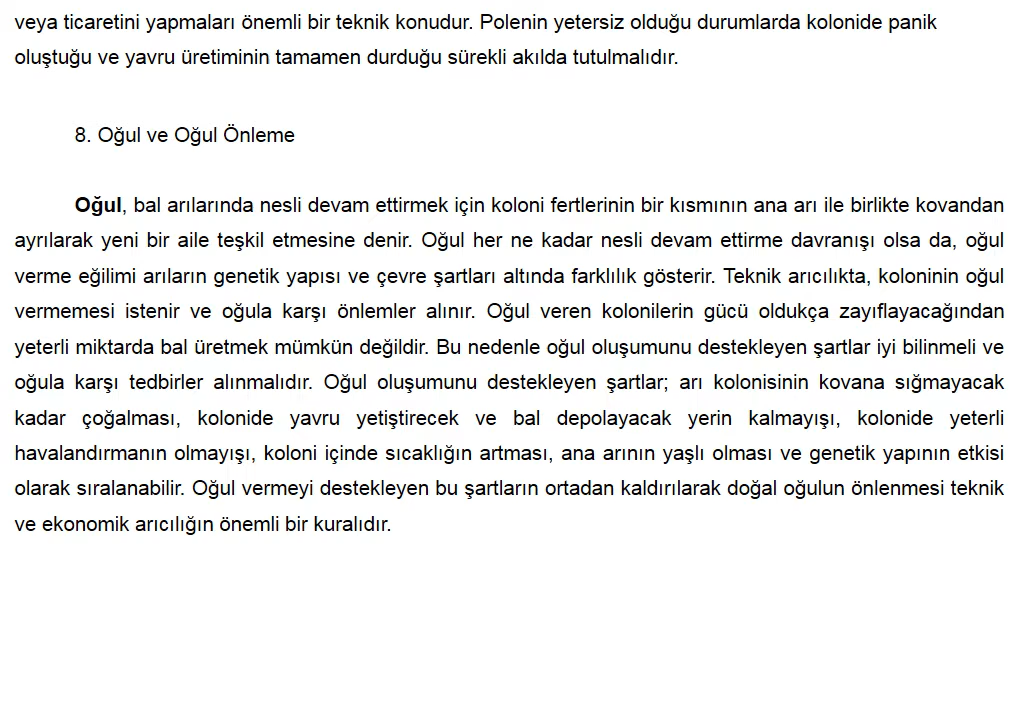 veya ticaretini yapmaları önemli bir teknik konudur. Polenin yetersiz olduğu durumlarda kolonide panik
oluştuğu ve yavru üretiminin tamamen durduğu sürekli akılda tutulmalıdır.
8. Oğul ve Oğul Önleme
Oğul, bal arılarında nesli devam ettirmek için koloni fertlerinin bir kısmının ana arı ile birlikte kovandan
ayrılarak yeni bir aile teşkil etmesine denir. Oğul her ne kadar nesli devam ettirme davranışı olsa da, oğul
verme eğilimi arıların genetik yapısı ve çevre şartları altında farklılık gösterir. Teknik arıcılıkta, koloninin oğul
vermemesi istenir ve oğula karşı önlemler alınır. Oğul veren kolonilerin gücü oldukça zayıflayacağından
yeterli miktarda bal üretmek mümkün değildir. Bu nedenle oğul oluşumunu destekleyen şartlar iyi bilinmeli ve
oğula karşı tedbirler alınmalıdır. Oğul oluşumunu destekleyen şartlar; arı kolonisinin kovana sığmayacak
kadar çoğalması, kolonide yavru yetiştirecek ve bal depolayacak yerin kalmayışı, kolonide yeterli
havalandırmanın olmayışı, koloni içinde sıcaklığın artması, ana arının yaşlı olması ve genetik yapının etkisi
olarak sıralanabilir. Oğul vermeyi destekleyen bu şartların ortadan kaldırılarak doğal oğulun önlenmesi teknik
ve ekonomik arıcılığın önemli bir kuralıdır.